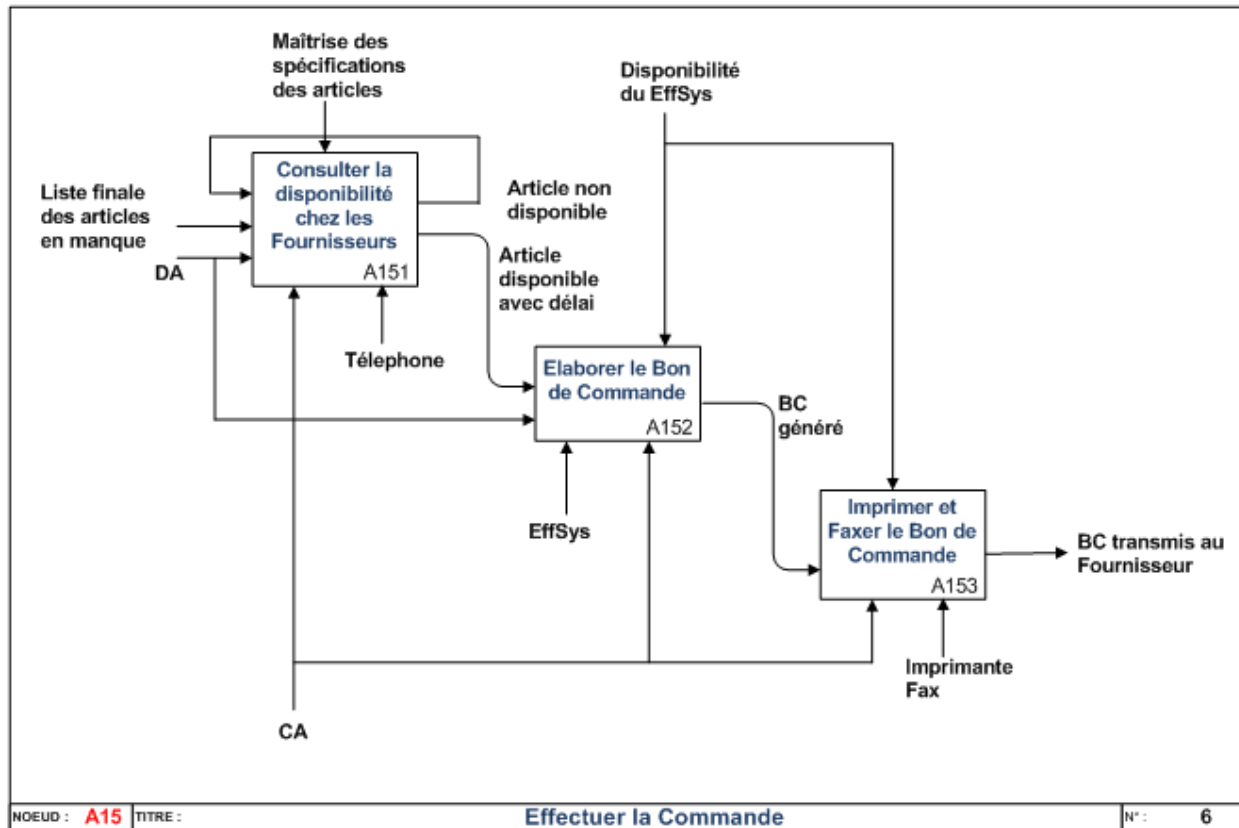 Maîtrise des
spécifications
des articles
Disponibilité
du EffSys
Consulter la
disponibilité
chez les
Fournisseurs
A151
Liste finale
des articles
en manque
DA
Article non
disponible
Article
disponible
avec délai
Télephone
Elaborer le Bon
de Commande
A152
BC
généré
EffSys
Imprimer et
Faxer le Bon de
Commande
A153
BC transmis au
Fournisseur
Imprimante
Fax
CA
NOEUD : A15 TITRE : Effectuer la Commande N° : 6